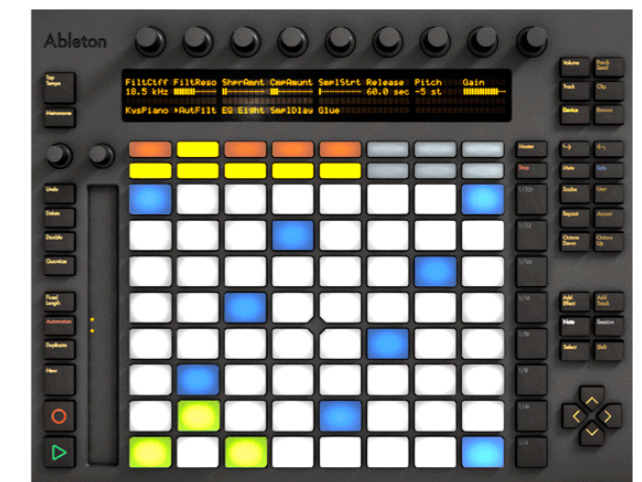 Ableton
FiltCtff FiltReso ShprAmnt CmpAmunt SmplStrt Release Pitch Gain
18.5 kHz 60.0 sec -5 st
KysPiano ▸AutFilt EQ Eight SmplDlay Glue
Tap
Tempo
Metronome
Volume
Pan &
Send
Track
Clip
Device
Browse
Master
Stop
Undo
Delete
Double
Quantize
Mute
Solo
Scales
User
Repeat
Accent
Octave
Down
Octave
Up
1/32t
1/32
1/16t
1/16
1/8t
1/8
1/4t
1/4
Fixed
Length
Automation
Duplicate
New
Add
Effect
Add
Track
Note
Session
Select
Shift